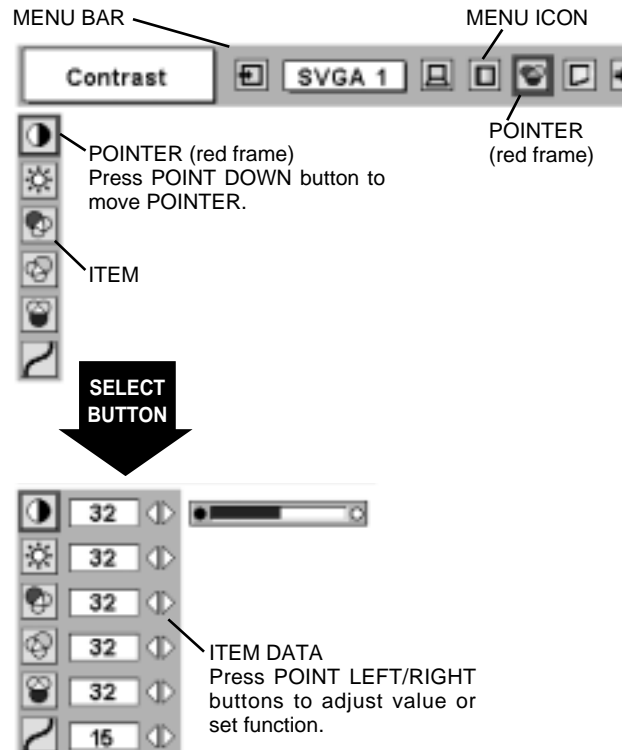 MENU BAR
MENU ICON
Contrast
SVGA 1
POINTER
(red frame)
POINTER (red frame)
Press POINT DOWN button to
move POINTER.
ITEM
SELECT
BUTTON
32
32
32
32
32
15
ITEM DATA
Press POINT LEFT/RIGHT
buttons to adjust value or
set function.